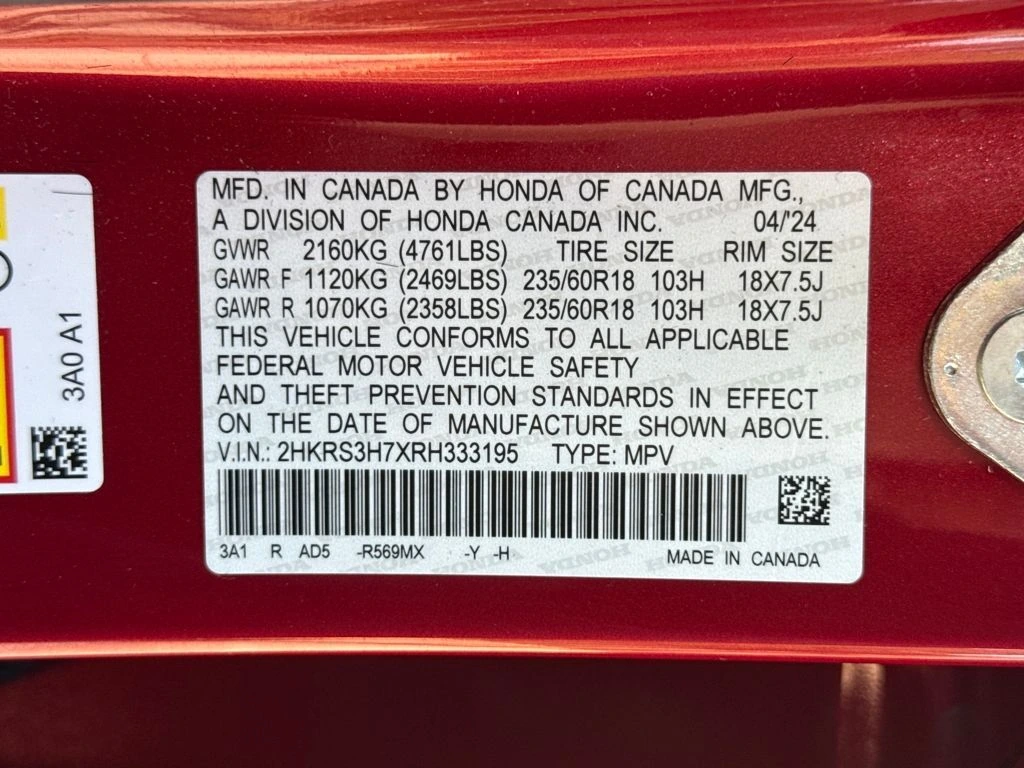 MFD. IN CANADA BY HONDA OF CANADA MFG.,
A DIVISION OF HONDA CANADA INC. 04/'24
GVWR 2160KG (4761LBS) TIRE SIZE RIM SIZE
GAWR F 1120KG (2469LBS) 235/60R18 103H 18X7.5J
GAWR R 1070KG (2358LBS) 235/60R18 103H 18X7.5J
THIS VEHICLE CONFORMS TO ALL APPLICABLE
FEDERAL MOTOR VEHICLE SAFETY
AND THEFT PREVENTION STANDARDS IN EFFECT
ON THE DATE OF MANUFACTURE SHOWN ABOVE.
V.I.N.: 2HKRS3H7XRH333195 TYPE: MPV
3A1 R AD5 -R569MX -Y -H MADE IN CANADA
3A0 A1